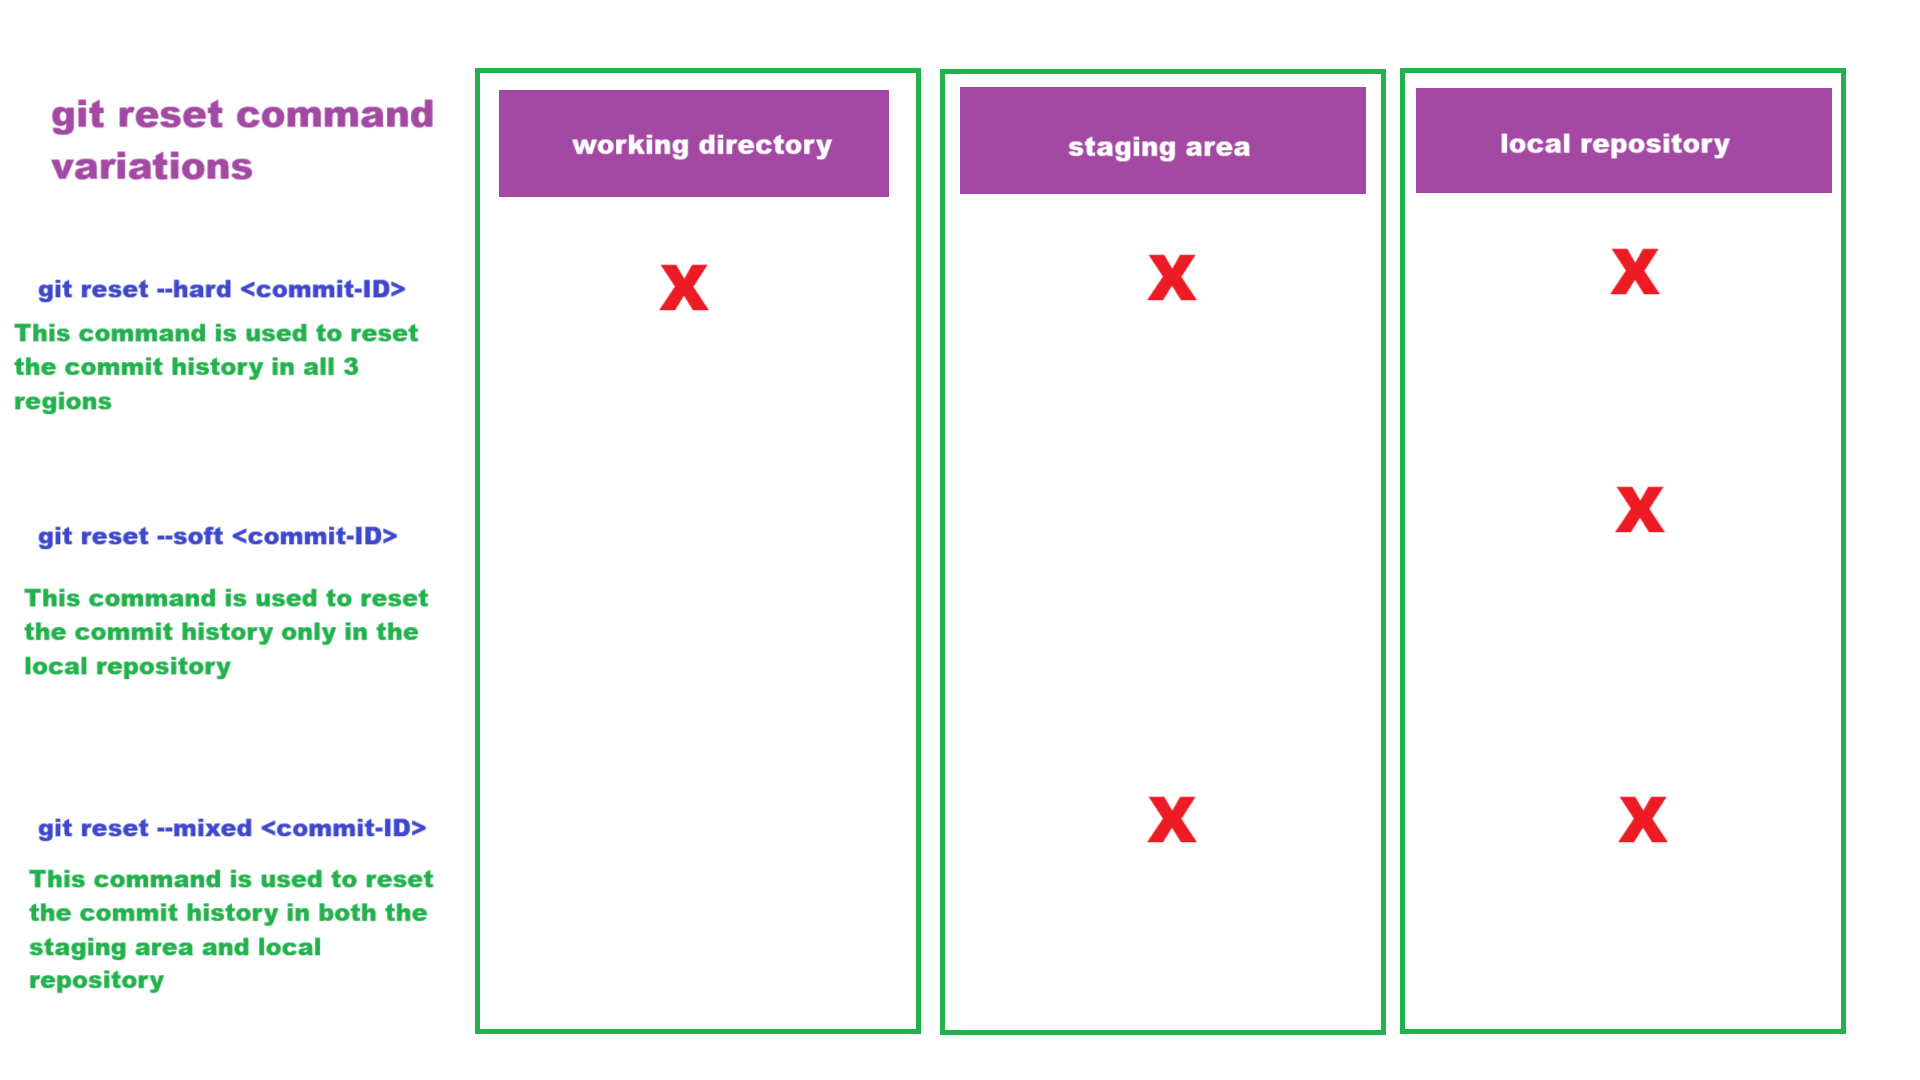 git reset command
variations
working directory
staging area
local repository
git reset --hard <commit-ID>
X
X
X
This command is used to reset
the commit history in all 3
regions
git reset --soft <commit-ID>
X
This command is used to reset
the commit history only in the
local repository
git reset --mixed <commit-ID>
X
X
This command is used to reset
the commit history in both the
staging area and local
repository